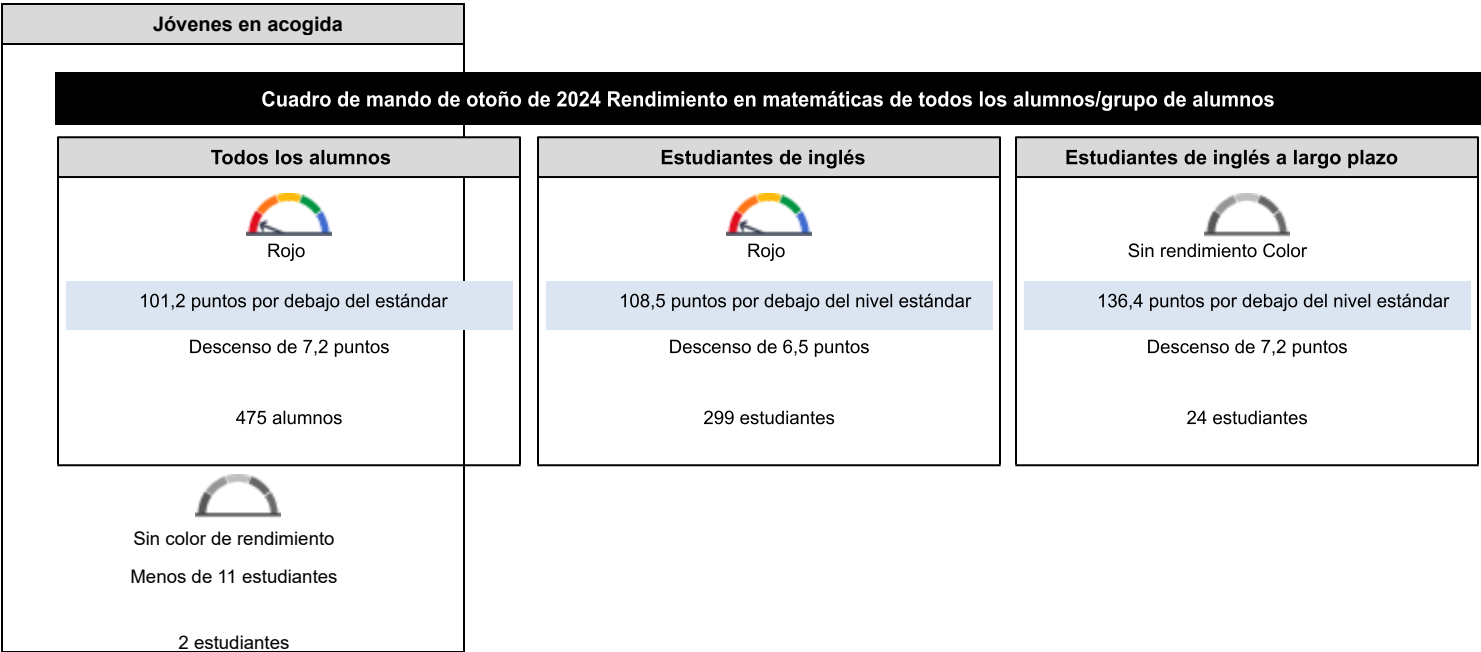 Jóvenes en acogida
Cuadro de mando de otoño de 2024 Rendimiento en matemáticas de todos los alumnos/grupo de alumnos
Todos los alumnos
Rojo
101,2 puntos por debajo del estándar
Descenso de 7,2 puntos
475 alumnos
Estudiantes de inglés
Rojo
108,5 puntos por debajo del nivel estándar
Descenso de 6,5 puntos
299 estudiantes
Estudiantes de inglés a largo plazo
Sin rendimiento Color
136,4 puntos por debajo del nivel estándar
Descenso de 7,2 puntos
24 estudiantes
Sin color de rendimiento
Menos de 11 estudiantes
2 estudiantes